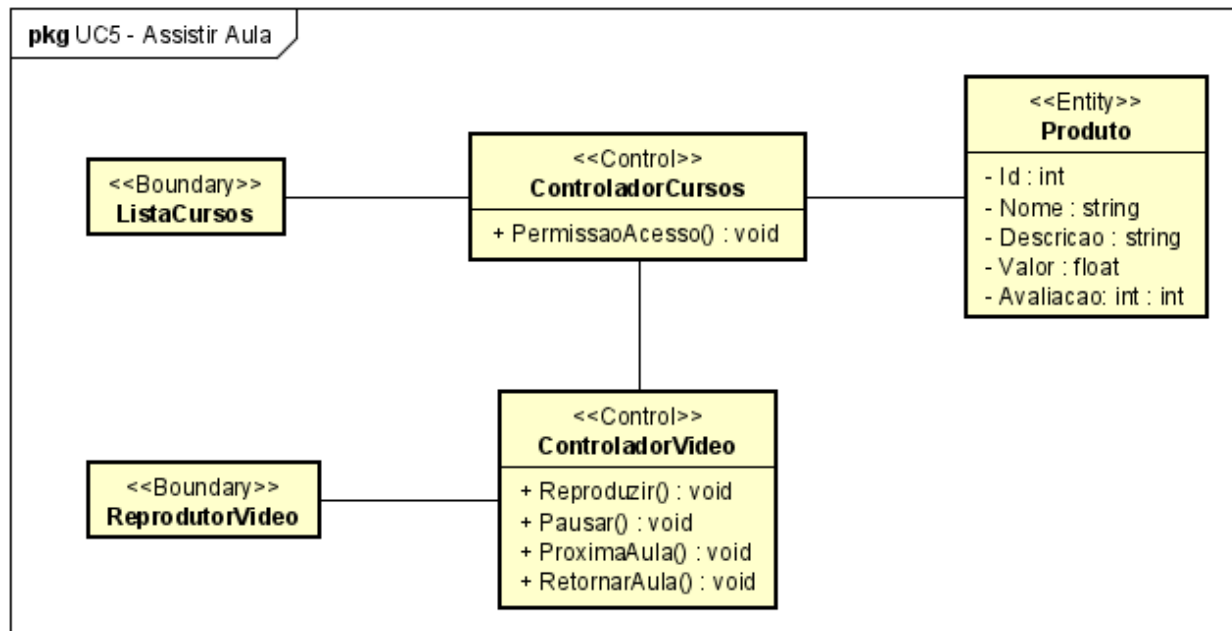 pkg UC5 - Assistir Aula
<<Boundary>>
ListaCursos
<<Control>>
ControladorCursos
+ PermissaoAcesso() : void
<<Entity>>
Produto
- Id : int
- Nome : string
- Descricao : string
- Valor : float
- Avaliacao: int : int
<<Boundary>>
ReprodutorVideo
<<Control>>
ControladorVideo
+ Reproduzir() : void
+ Pausar() : void
+ ProximaAula() : void
+ RetornarAula() : void